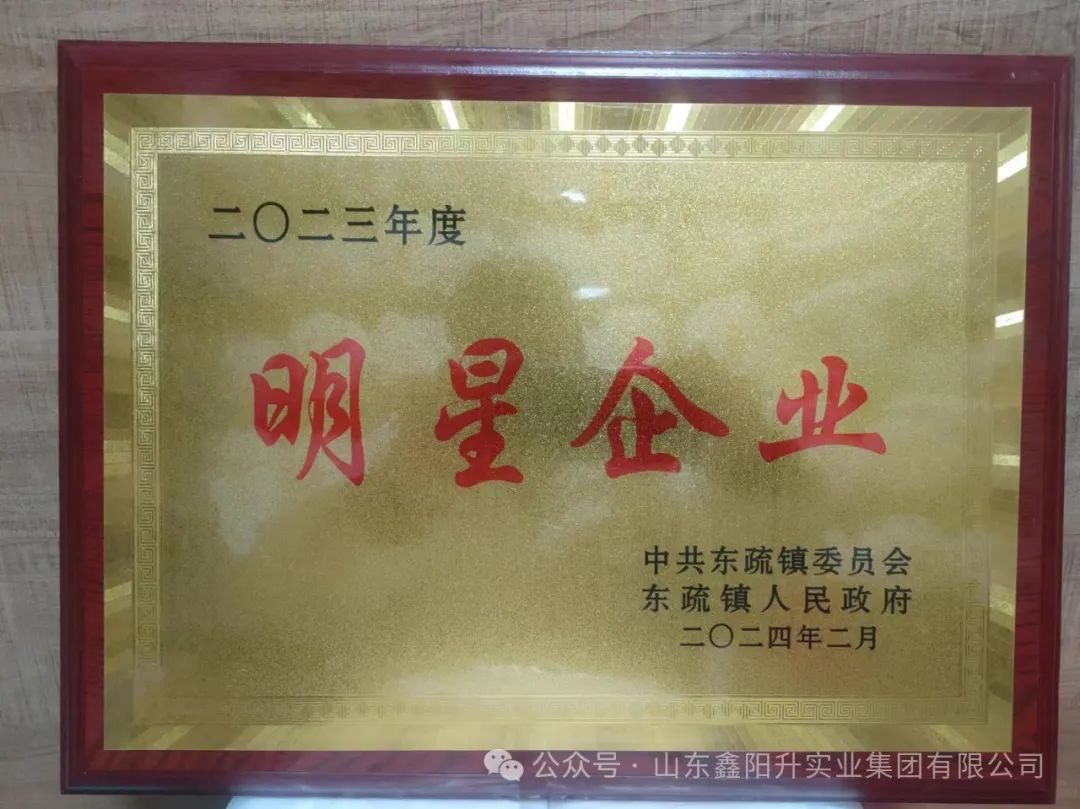 二〇二三年度
明星企业
中共东疏镇委员会
东疏镇人民政府
二〇二四年二月
公众号·山东鑫阳升实业集团有限公司